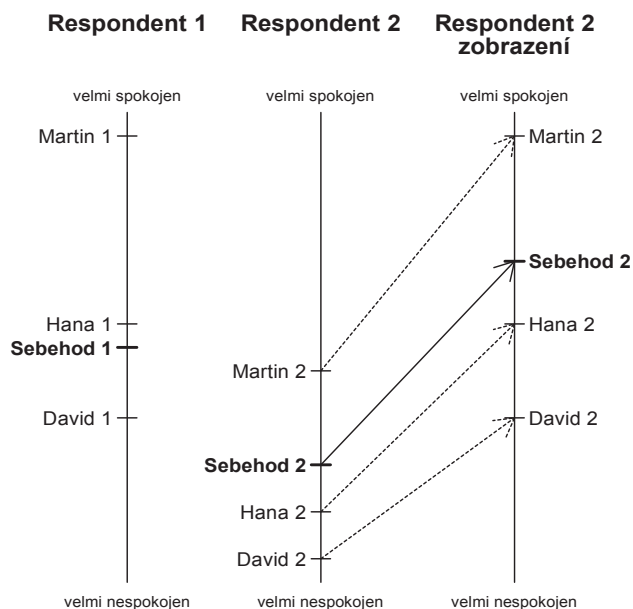 Respondent 1
Respondent 2
Respondent 2
zobrazení
velmi spokojen
velmi spokojen
velmi spokojen
Martin 1
Hana 1
Sebehod 1
David 1
velmi nespokojen
Martin 2
Sebehod 2
Hana 2
David 2
velmi nespokojen
Martin 2
Sebehod 2
Hana 2
David 2
velmi nespokojen